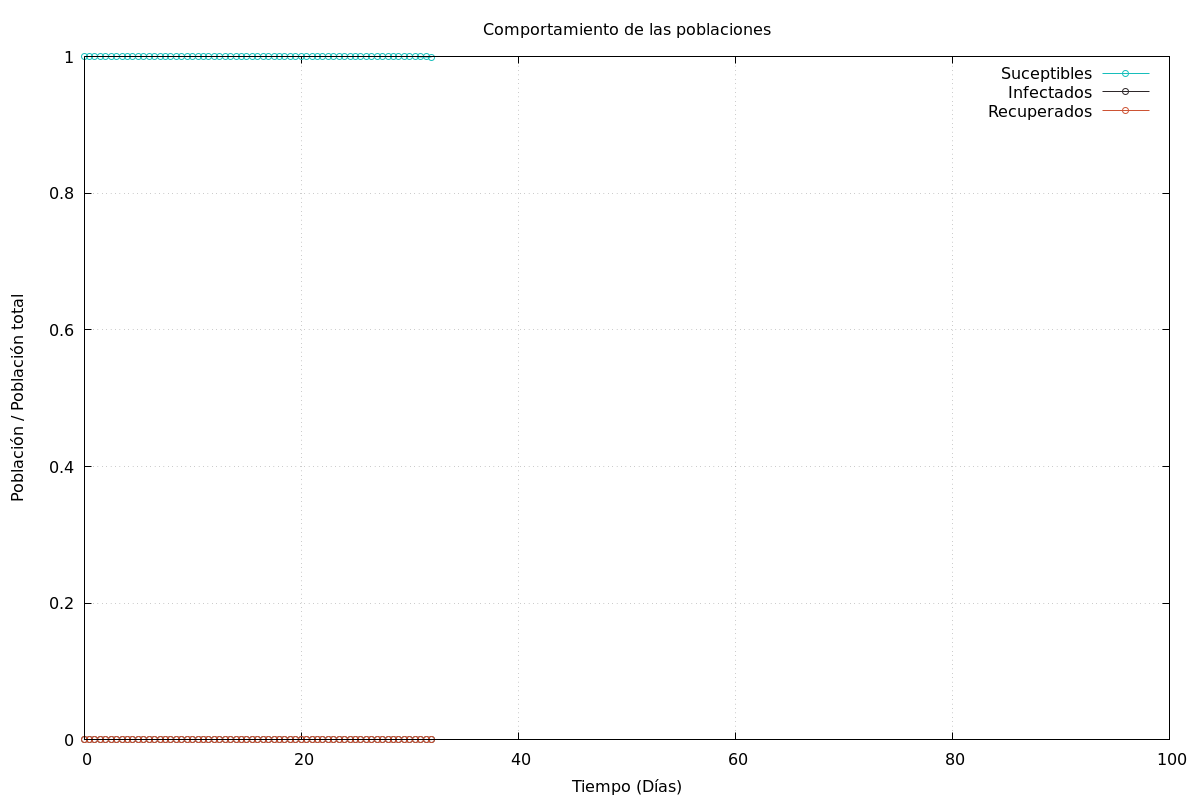 Comportamiento de las poblaciones
1
0.8
0.6
0.4
0.2
0
Población / Población total
Suceptibles
Infectados
Recuperados
0 20 40 60 80 100
Tiempo (Días)